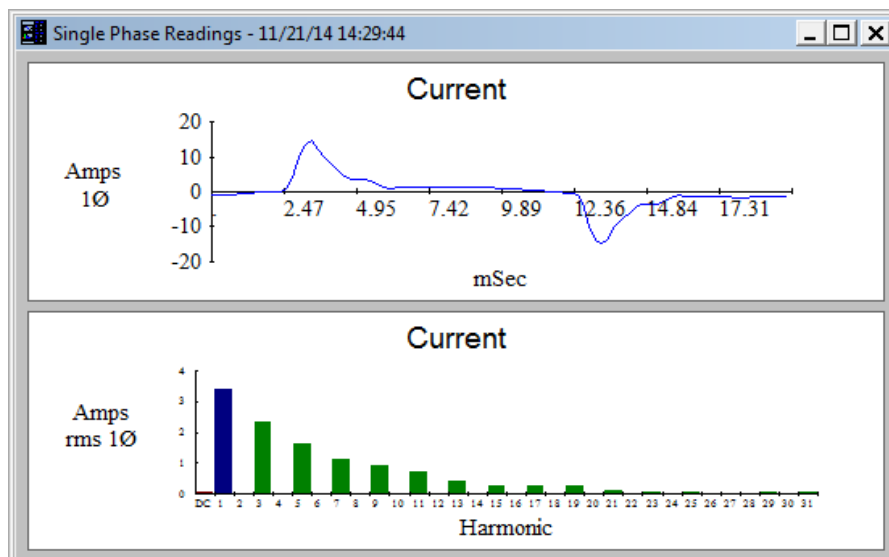 Single Phase Readings - 11/21/14 14:29:44
Current
Amps
1Ø
20
10
0
-10
-20
2.47 4.95 7.42 9.89 12.36 14.84 17.31
mSec
Current
Amps
rms 1Ø
4
3
2
1
0
DC 1 2 3 4 5 6 7 8 9 10 11 12 13 14 15 16 17 18 19 20 21 22 23 24 25 26 27 28 29 30 31
Harmonic